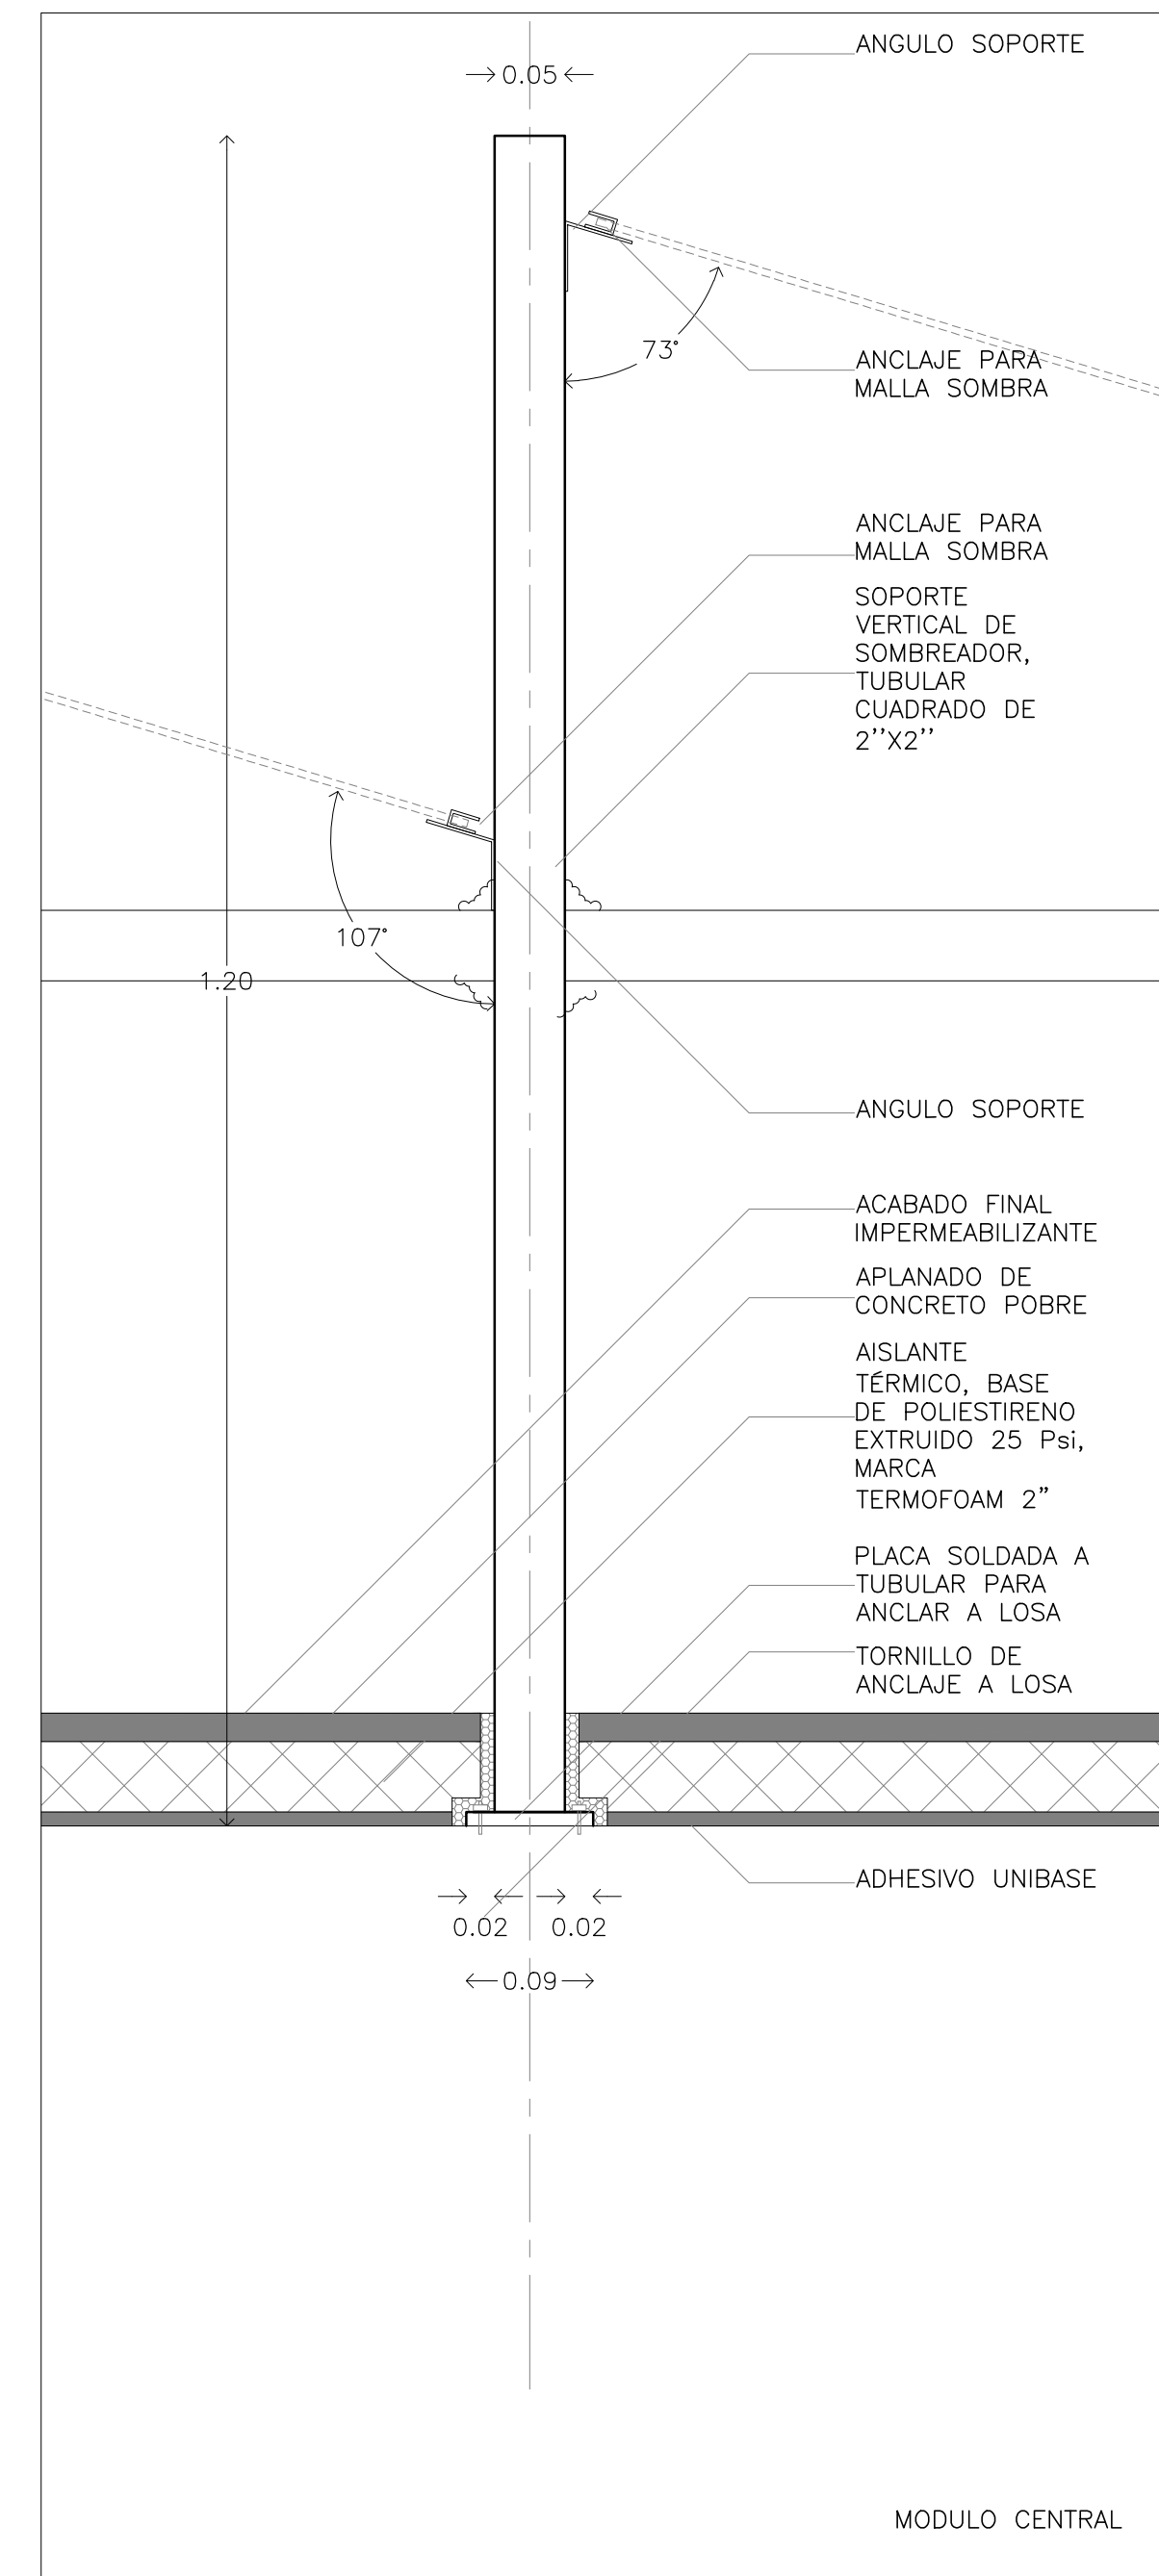 ANGULO SOPORTE
0.05
73°
ANCLAJE PARA
MALLA SOMBRA
ANCLAJE PARA
MALLA SOMBRA
SOPORTE
VERTICAL DE
SOMBREADOR,
TUBULAR
CUADRADO DE
2''X2''
107°
1.20
ANGULO SOPORTE
ACABADO FINAL
IMPERMEABILIZANTE
APLANADO DE
CONCRETO POBRE
AISLANTE
TÉRMICO, BASE
DE POLIESTIRENO
EXTRUIDO 25 Psi,
MARCA
TERMOFOAM 2”
PLACA SOLDADA A
TUBULAR PARA
ANCLAR A LOSA
TORNILLO DE
ANCLAJE A LOSA
ADHESIVO UNIBASE
0.02 0.02
0.09
MODULO CENTRAL